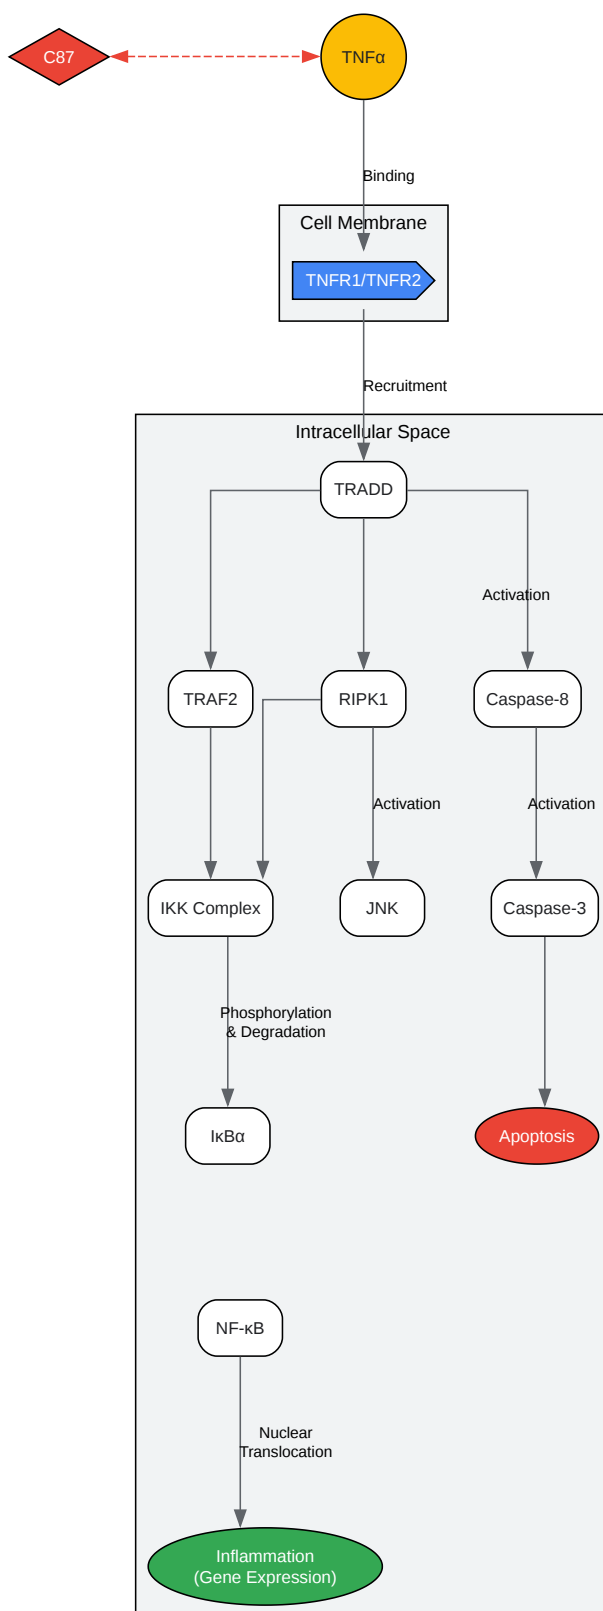 C87
TNFα
Binding
Cell Membrane
TNFR1/TNFR2
Recruitment
Intracellular Space
TRADD
Activation
TRAF2
RIPK1
Caspase-8
Activation
Activation
IKK Complex
JNK
Caspase-3
Phosphorylation
& Degradation
IκBα
Apoptosis
NF-κB
Nuclear
Translocation
Inflammation
(Gene Expression)